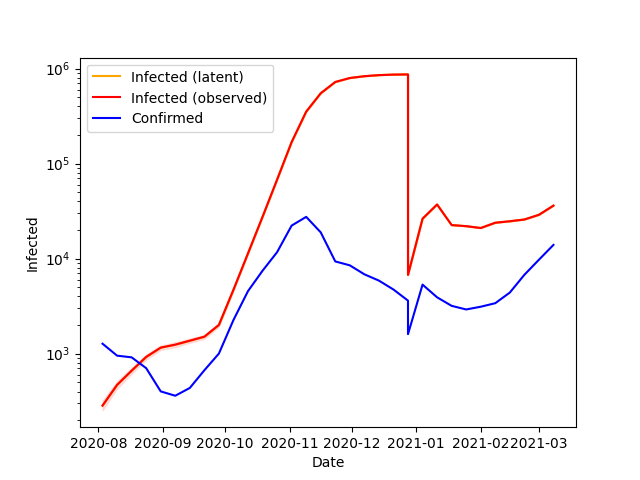 Infected (latent)
Infected (observed)
Confirmed
10^6
10^5
10^4
10^3
Infected
2020-08 2020-09 2020-10 2020-11 2020-12 2021-01 2021-02 2021-03
Date